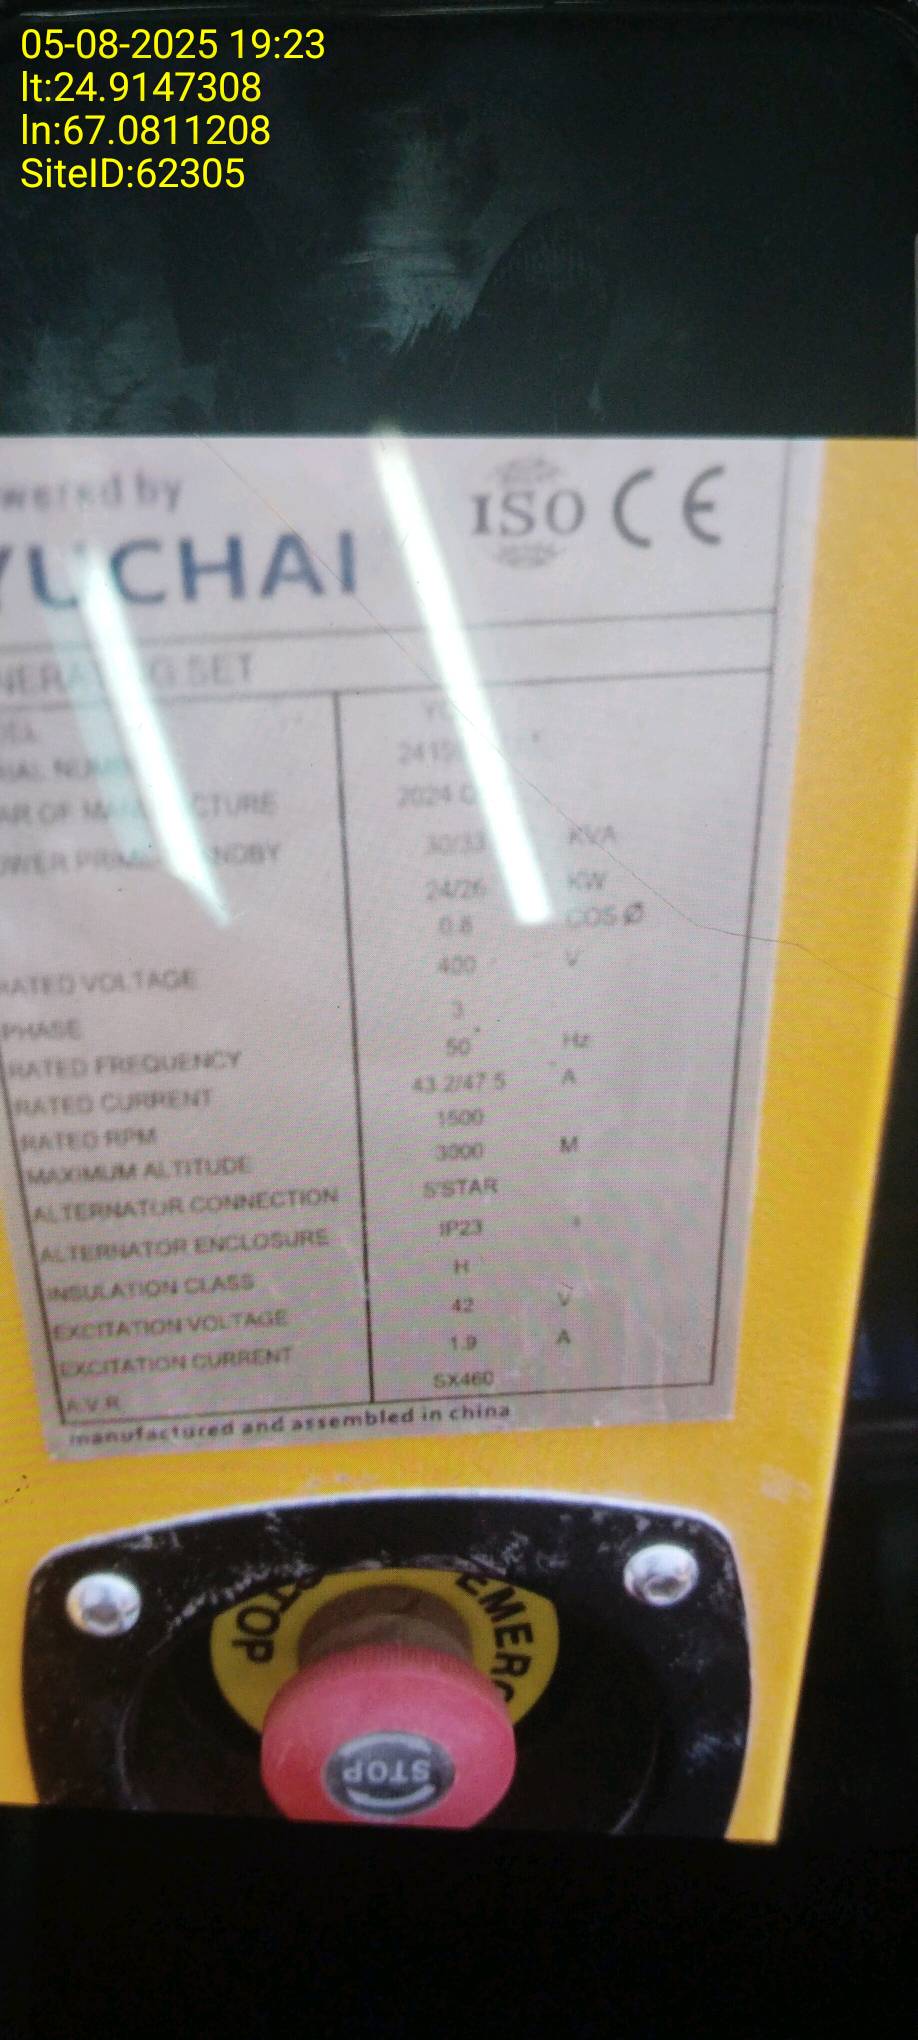 05-08-2025 19:23
lt:24.9147308
ln:67.0811208
SiteID:62305
by
YUCHAI
ISO CE
SET
KVA
24/26 KW
0.8 COS Ø
RATED VOLTAGE 400 V
PHASE 3
RATED FREQUENCY 50 Hz
RATED CURRENT 43.2/47.5 A
RATED RPM 1500
MAXIMUM ALTITUDE 3000 M
ALTERNATOR CONNECTION S'STAR
ALTERNATOR ENCLOSURE IP23
INSULATION CLASS H
EXCITATION VOLTAGE 42 V
EXCITATION CURRENT 1.9 A
A.V.R SX460
manufactured and assembled in china
STOP EMERG
STOP